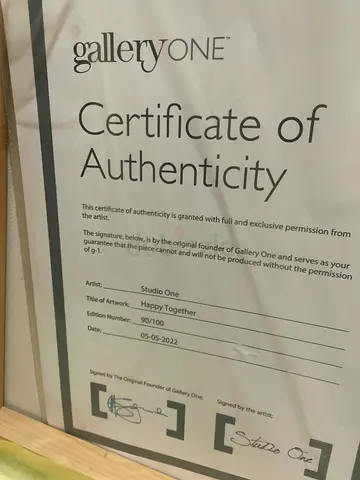 galleryONE™
Certificate of
Authenticity
This certificate of authenticity is granted with full and exclusive permission from
the artist.
The signature, below, is by the original founder of Gallery One and serves as your
guarantee that the piece cannot and will not be produced without the permission
of g-1.
Artist: Studio One
Title of Artwork: Happy Together
Edition Number: 90/100
Date: 05-05-2022
Signed by The Original Founder of Gallery One:
Signed by the artist:
Studio One